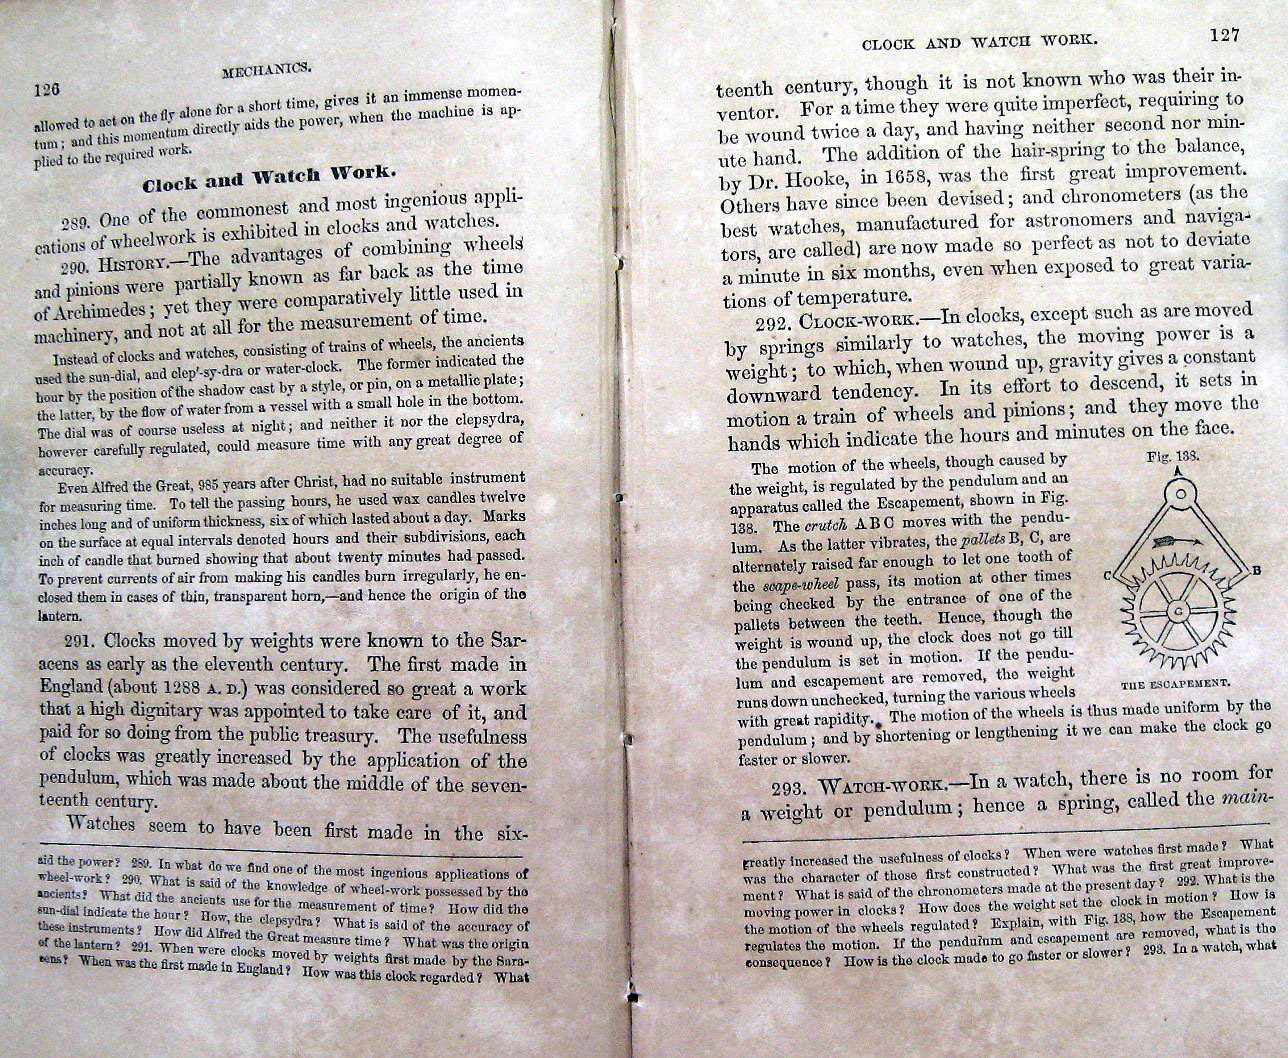 126
MECHANICS.
allowed to act on the fly alone for a short time, gives it an immense momen-
tum; and this momentum directly aids the power, when the machine is ap-
plied to the required work.
Clock and Watch Work.
289. One of the commonest and most ingenious appli-
cations of wheelwork is exhibited in clocks and watches.
290. HISTORY.—The advantages of combining wheels
and pinions were partially known as far back as the time
of Archimedes; yet they were comparatively little used in
machinery, and not at all for the measurement of time.
Instead of clocks and watches, consisting of trains of wheels, the ancients
used the sun-dial, and clep'-sy-dra or water-clock. The former indicated the
hour by the position of the shadow cast by a style, or pin, on a metallic plate;
the latter, by the flow of water from a vessel with a small hole in the bottom.
The dial was of course useless at night; and neither it nor the clepsydra,
however carefully regulated, could measure time with any great degree of
accuracy.
Even Alfred the Great, 985 years after Christ, had no suitable instrument
for measuring time. To tell the passing hours, he used wax candles twelve
inches long and of uniform thickness, six of which lasted about a day. Marks
on the surface at equal intervals denoted hours and their subdivisions, each
inch of candle that burned showing that about twenty minutes had passed.
To prevent currents of air from making his candles burn irregularly, he en-
closed them in cases of thin, transparent horn,—and hence the origin of the
lantern.
291. Clocks moved by weights were known to the Sar-
acens as early as the eleventh century. The first made in
England (about 1288 A. D.) was considered so great a work
that a high dignitary was appointed to take care of it, and
paid for so doing from the public treasury. The usefulness
of clocks was greatly increased by the application of the
pendulum, which was made about the middle of the seven-
teenth century.
Watches seem to have been first made in the six-
aid the power? 289. In what do we find one of the most ingenious applications of
wheel-work? 290. What is said of the knowledge of wheel-work possessed by the
ancients? What did the ancients use for the measurement of time? How did the
sun-dial indicate the hour? How, the clepsydra? What is said of the accuracy of
these instruments? How did Alfred the Great measure time? What was the origin
of the lantern? 291. When were clocks moved by weights first made by the Sara-
cens? When was the first made in England? How was this clock regarded? What
CLOCK AND WATCH WORK.
127
teenth century, though it is not known who was their in-
ventor. For a time they were quite imperfect, requiring to
be wound twice a day, and having neither second nor min-
ute hand. The addition of the hair-spring to the balance,
by Dr. Hooke, in 1658, was the first great improvement.
Others have since been devised; and chronometers (as the
best watches, manufactured for astronomers and naviga-
tors, are called) are now made so perfect as not to deviate
a minute in six months, even when exposed to great varia-
tions of temperature.
292. CLOCK-WORK.—In clocks, except such as are moved
by springs similarly to watches, the moving power is a
weight; to which, when wound up, gravity gives a constant
downward tendency. In its effort to descend, it sets in
motion a train of wheels and pinions; and they move the
hands which indicate the hours and minutes on the face.
The motion of the wheels, though caused by
the weight, is regulated by the pendulum and an
apparatus called the Escapement, shown in Fig.
138. The crutch A B C moves with the pendu-
lum. As the latter vibrates, the pallets B, C, are
alternately raised far enough to let one tooth of
the scape-wheel pass, its motion at other times
being checked by the entrance of one of the
pallets between the teeth. Hence, though the
weight is wound up, the clock does not go till
the pendulum is set in motion. If the pendu-
lum and escapement are removed, the weight
runs down unchecked, turning the various wheels
with great rapidity. The motion of the wheels is thus made uniform by the
pendulum; and by shortening or lengthening it we can make the clock go
faster or slower.
Fig. 138.
A
C
B
G
THE ESCAPEMENT.
293. WATCH-WORK.—In a watch, there is no room for
a weight or pendulum; hence a spring, called the main-
greatly increased the usefulness of clocks? When were watches first made? What
was the character of those first constructed? What was the first great improve-
ment? What is said of the chronometers made at the present day? 292. What is the
moving power in clocks? How does the weight set the clock in motion? How is
the motion of the wheels regulated? Explain, with Fig. 138, how the Escapement
regulates the motion. If the pendulum and escapement are removed, what is the
consequence? How is the clock made to go faster or slower? 293. In a watch, what